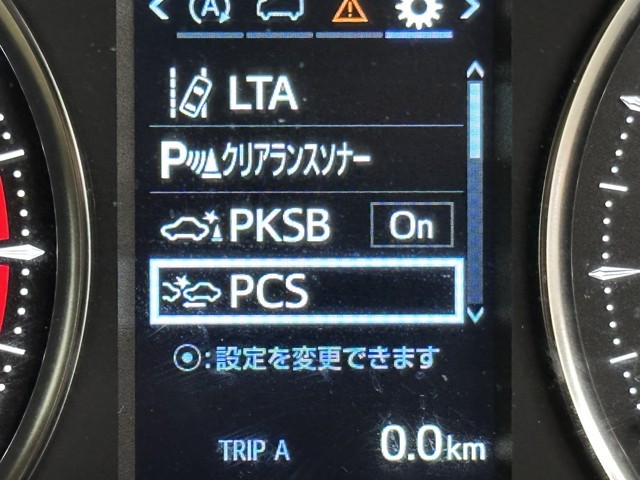 LTA
P クリアランスソナー
PKSB On
PCS
⦿:設定を変更できます
TRIP A 0.0km